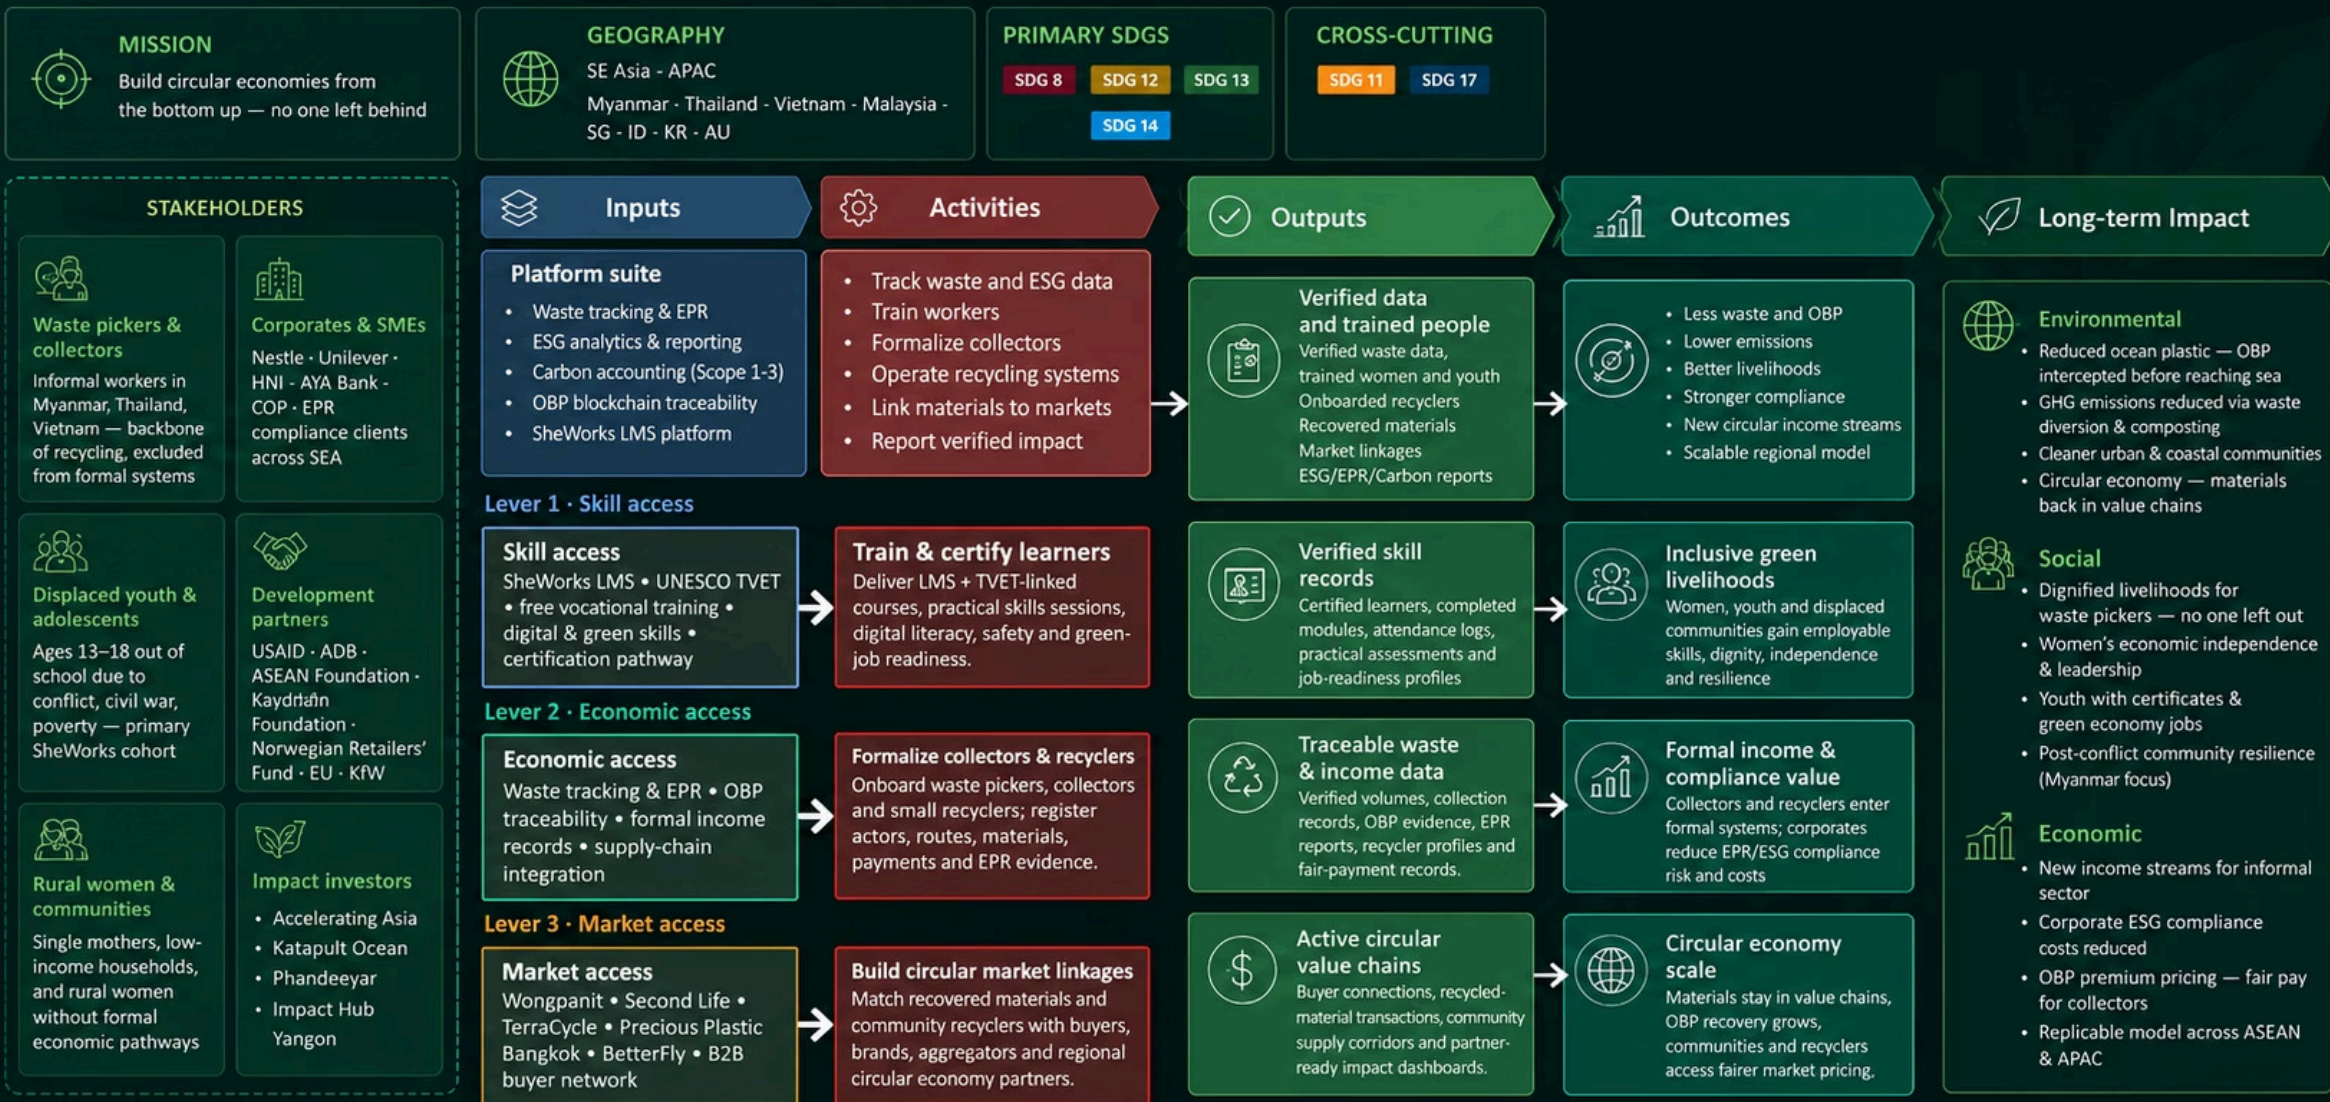 MISSION
Build circular economies from
the bottom up — no one left behind
GEOGRAPHY
SE Asia - APAC
Myanmar · Thailand - Vietnam - Malaysia -
SG - ID - KR - AU
PRIMARY SDGS
SDG 8
SDG 12
SDG 13
SDG 14
CROSS-CUTTING
SDG 11
SDG 17
STAKEHOLDERS
Waste pickers &
collectors
Informal workers in
Myanmar, Thailand,
Vietnam — backbone
of recycling, excluded
from formal systems
Corporates & SMEs
Nestle · Unilever ·
HNI - AYA Bank -
COP · EPR
compliance clients
across SEA
Displaced youth &
adolescents
Ages 13–18 out of
school due to
conflict, civil war,
poverty — primary
SheWorks cohort
Development
partners
USAID · ADB ·
ASEAN Foundation ·
Foundation ·
Norwegian Retailers’
Fund · EU · KfW
Rural women &
communities
Single mothers, low-
income households,
and rural women
without formal
economic pathways
Impact investors
• Accelerating Asia
• Katapult Ocean
• Phandeeyar
• Impact Hub
Yangon
Inputs
Platform suite
• Waste tracking & EPR
• ESG analytics & reporting
• Carbon accounting (Scope 1-3)
• OBP blockchain traceability
• SheWorks LMS platform
Activities
• Track waste and ESG data
• Train workers
• Formalize collectors
• Operate recycling systems
• Link materials to markets
• Report verified impact
Outputs
Verified data
and trained people
Verified waste data,
trained women and youth
Onboarded recyclers
Recovered materials
Market linkages
ESG/EPR/Carbon reports
Outcomes
• Less waste and OBP
• Lower emissions
• Better livelihoods
• Stronger compliance
• New circular income streams
• Scalable regional model
Lever 1 · Skill access
Skill access
SheWorks LMS • UNESCO TVET
• free vocational training •
digital & green skills •
certification pathway
Train & certify learners
Deliver LMS + TVET-linked
courses, practical skills sessions,
digital literacy, safety and green-
job readiness.
Verified skill
records
Certified learners, completed
modules, attendance logs,
practical assessments and
job-readiness profiles
Inclusive green
livelihoods
Women, youth and displaced
communities gain employable
skills, dignity, independence
and resilience
Lever 2 · Economic access
Economic access
Waste tracking & EPR • OBP
traceability • formal income
records • supply-chain
integration
Formalize collectors & recyclers
Onboard waste pickers, collectors
and small recyclers; register
actors, routes, materials,
payments and EPR evidence.
Traceable waste
& income data
Verified volumes, collection
records, OBP evidence, EPR
reports, recycler profiles and
fair-payment records.
Formal income &
compliance value
Collectors and recyclers enter
formal systems; corporates
reduce EPR/ESG compliance
risk and costs
Lever 3 · Market access
Market access
Wongpanit • Second Life •
TerraCycle • Precious Plastic
Bangkok • BetterFly • B2B
buyer network
Build circular market linkages
Match recovered materials and
community recyclers with buyers,
brands, aggregators and regional
circular economy partners.
Active circular
value chains
Buyer connections, recycled-
material transactions, community
supply corridors and partner-
ready impact dashboards.
Circular economy
scale
Materials stay in value chains,
OBP recovery grows,
communities and recyclers
access fairer market pricing.
Long-term Impact
Environmental
• Reduced ocean plastic — OBP
intercepted before reaching sea
• GHG emissions reduced via waste
diversion & composting
• Cleaner urban & coastal communities
• Circular economy — materials
back in value chains
Social
• Dignified livelihoods for
waste pickers — no one left out
• Women’s economic independence
& leadership
• Youth with certificates &
green economy jobs
• Post-conflict community resilience
(Myanmar focus)
Economic
• New income streams for informal
sector
• Corporate ESG compliance
costs reduced
• OBP premium pricing — fair pay
for collectors
• Replicable model across ASEAN
& APAC